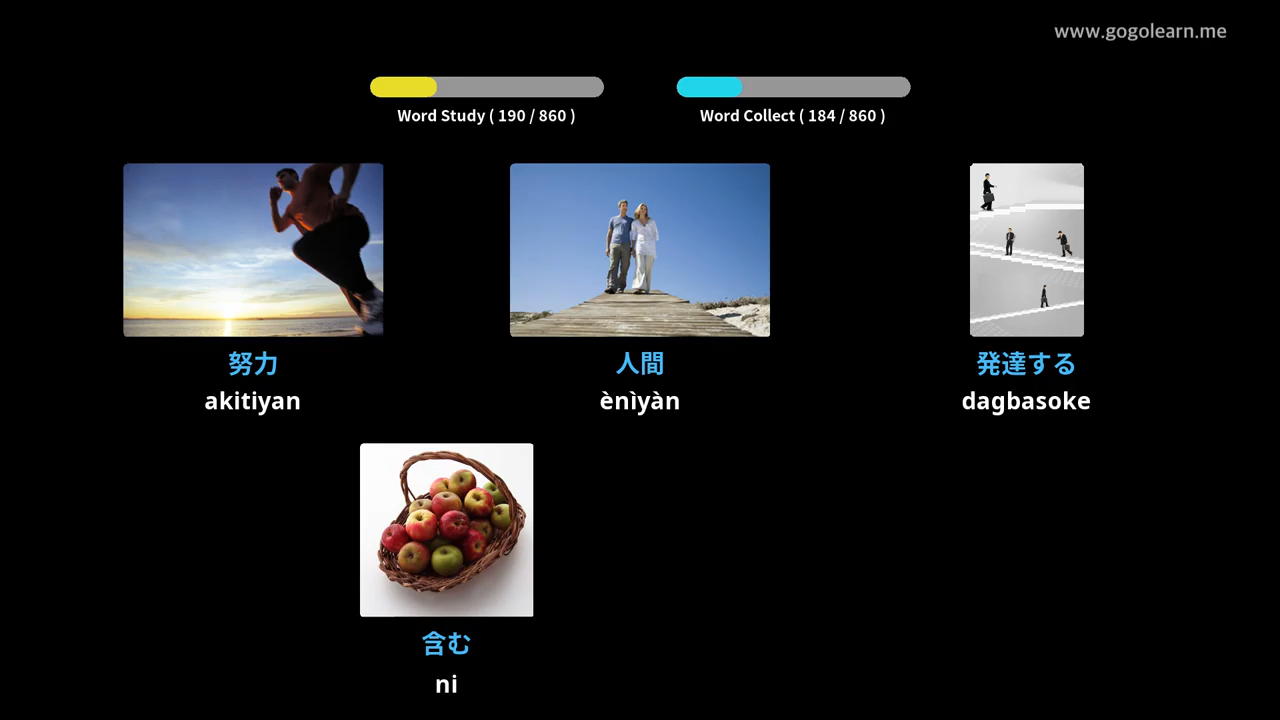 www.gogolearn.me
Word Study ( 190 / 860 )
Word Collect ( 184 / 860 )
努力
akitiyan
人間
ènìyàn
発達する
dagbasoke
含む
ni